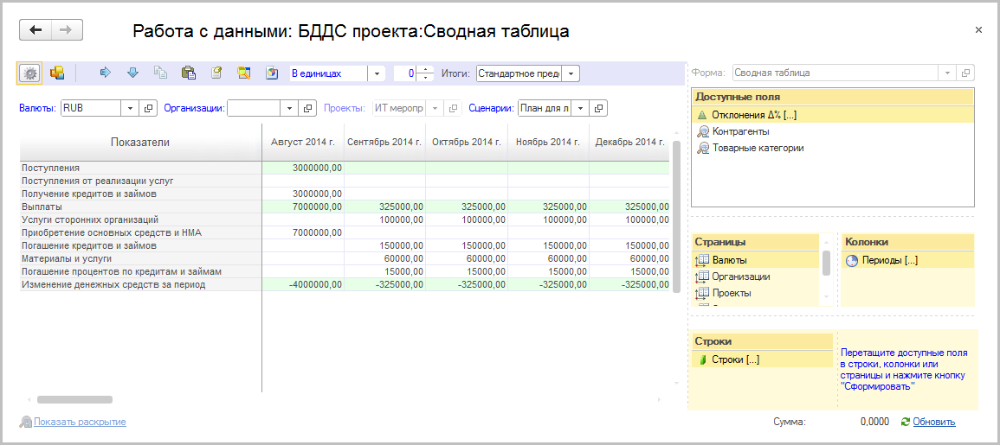 Работа с данными: БДДС проекта:Сводная таблица
В единицах 0 Итоги: Стандартное пред
Валюты: RUB Организации: Проекты: ИТ меропр Сценарии: План для л
Показатели Август 2014 г. Сентябрь 2014 г. Октябрь 2014 г. Ноябрь 2014 г. Декабрь 2014 г.
Поступления 3000000,00
Поступления от реализации услуг
Получение кредитов и займов 3000000,00
Выплаты 7000000,00 325000,00 325000,00 325000,00 325000,00
Услуги сторонних организаций 100000,00 100000,00 100000,00 100000,00
Приобретение основных средств и НМА 7000000,00
Погашение кредитов и займов 150000,00 150000,00 150000,00 150000,00
Материалы и услуги 60000,00 60000,00 60000,00 60000,00
Погашение процентов по кредитам и займам 15000,00 15000,00 15000,00 15000,00
Изменение денежных средств за период -4000000,00 -325000,00 -325000,00 -325000,00 -325000,00
Показать раскрытие
Форма: Сводная таблица
Доступные поля
Отклонения Δ% [...]
Контрагенты
Товарные категории
Страницы
Валюты
Организации
Проекты
Колонки
Периоды [...]
Строки
Строки [...]
Перетащите доступные поля
в строки, колонки или
страницы и нажмите кнопку
"Сформировать"
Сумма: 0,0000 Обновить